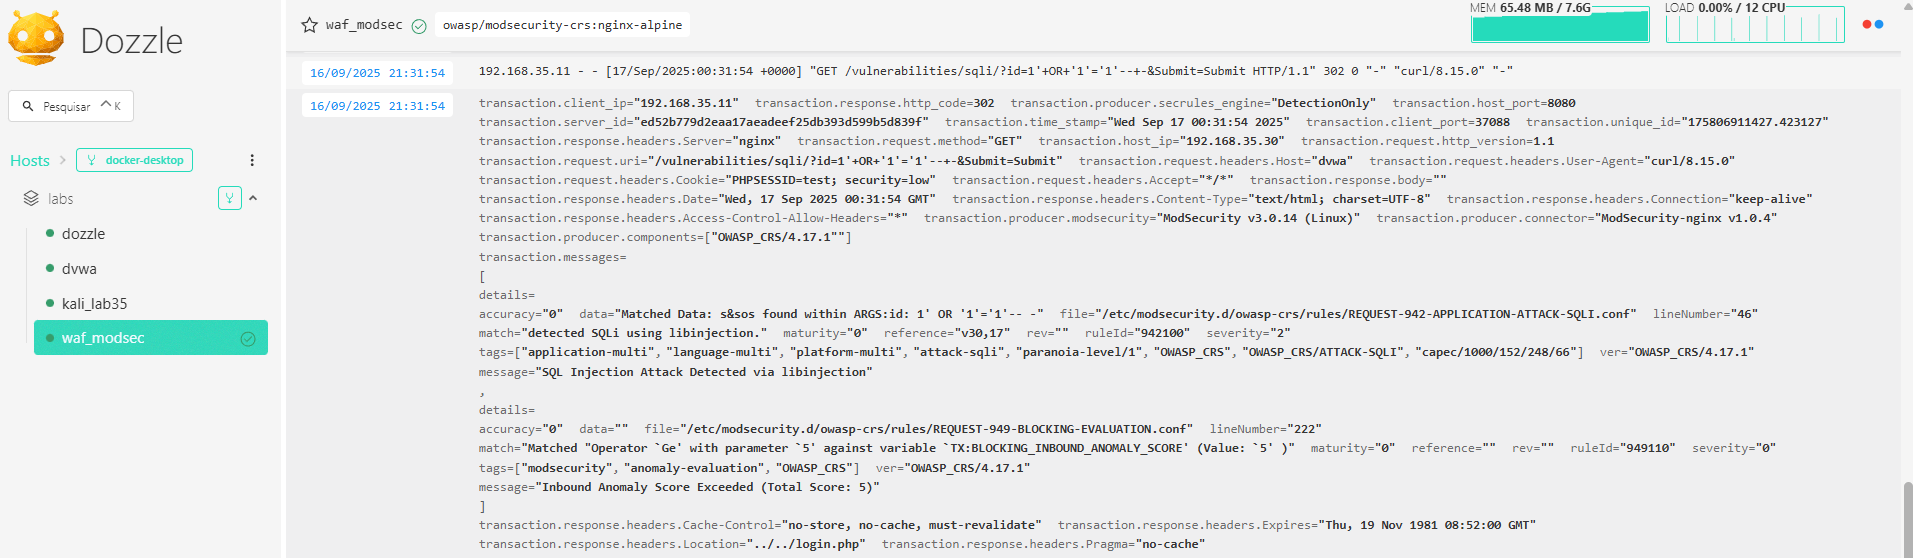 Dozzle
Pesquisar ^ K
Hosts > docker-desktop
labs
dozzle
dvwa
kali_lab35
waf_modsec
waf_modsec owasp/modsecurity-crs:nginx-alpine
MEM 65.48 MB / 7.6G
LOAD 0.00% / 12 CPU
16/09/2025 21:31:54 192.168.35.11 - - [17/Sep/2025:00:31:54 +0000] "GET /vulnerabilities/sqli/?id=1'+OR+'1'='1'--+-&Submit=Submit HTTP/1.1" 302 0 "-" "curl/8.15.0" "-"
16/09/2025 21:31:54 transaction.client_ip="192.168.35.11" transaction.response.http_code=302 transaction.producer.secrules_engine="DetectionOnly" transaction.host_port=8080
transaction.server_id="ed52b779d2eaa17aeadeef25db393d599b5d839f" transaction.time_stamp="Wed Sep 17 00:31:54 2025" transaction.client_port=37088 transaction.unique_id="175806911427.423127"
transaction.response.headers.Server="nginx" transaction.request.method="GET" transaction.host_ip="192.168.35.30" transaction.request.http_version=1.1
transaction.request.uri="/vulnerabilities/sqli/?id=1'+OR+'1'='1'--+-&Submit=Submit" transaction.request.headers.Host="dvwa" transaction.request.headers.User-Agent="curl/8.15.0"
transaction.request.headers.Cookie="PHPSESSID=test; security=low" transaction.request.headers.Accept="*/*" transaction.response.body=""
transaction.response.headers.Date="Wed, 17 Sep 2025 00:31:54 GMT" transaction.response.headers.Content-Type="text/html; charset=UTF-8" transaction.response.headers.Connection="keep-alive"
transaction.response.headers.Access-Control-Allow-Headers="*" transaction.producer.modsecurity="ModSecurity v3.0.14 (Linux)" transaction.producer.connector="ModSecurity-nginx v1.0.4"
transaction.producer.components=["OWASP_CRS/4.17.1""]
transaction.messages=
[
details=
accuracy="0" data="Matched Data: s&sos found within ARGS:id: 1' OR '1'='1'-- -" file="/etc/modsecurity.d/owasp-crs/rules/REQUEST-942-APPLICATION-ATTACK-SQLI.conf" lineNumber="46"
match="detected SQLi using libinjection." maturity="0" reference="v30,17" rev="" ruleId="942100" severity="2"
tags=["application-multi", "language-multi", "platform-multi", "attack-sqli", "paranoia-level/1", "OWASP_CRS", "OWASP_CRS/ATTACK-SQLI", "capec/1000/152/248/66"] ver="OWASP_CRS/4.17.1"
message="SQL Injection Attack Detected via libinjection"
,
details=
accuracy="0" data="" file="/etc/modsecurity.d/owasp-crs/rules/REQUEST-949-BLOCKING-EVALUATION.conf" lineNumber="222"
match="Matched "Operator `Ge' with parameter `5' against variable `TX:BLOCKING_INBOUND_ANOMALY_SCORE' (Value: `5' )" maturity="0" reference="" rev="" ruleId="949110" severity="0"
tags=["modsecurity", "anomaly-evaluation", "OWASP_CRS"] ver="OWASP_CRS/4.17.1"
message="Inbound Anomaly Score Exceeded (Total Score: 5)"
]
transaction.response.headers.Cache-Control="no-store, no-cache, must-revalidate" transaction.response.headers.Expires="Thu, 19 Nov 1981 08:52:00 GMT"
transaction.response.headers.Location="../../login.php" transaction.response.headers.Pragma="no-cache"